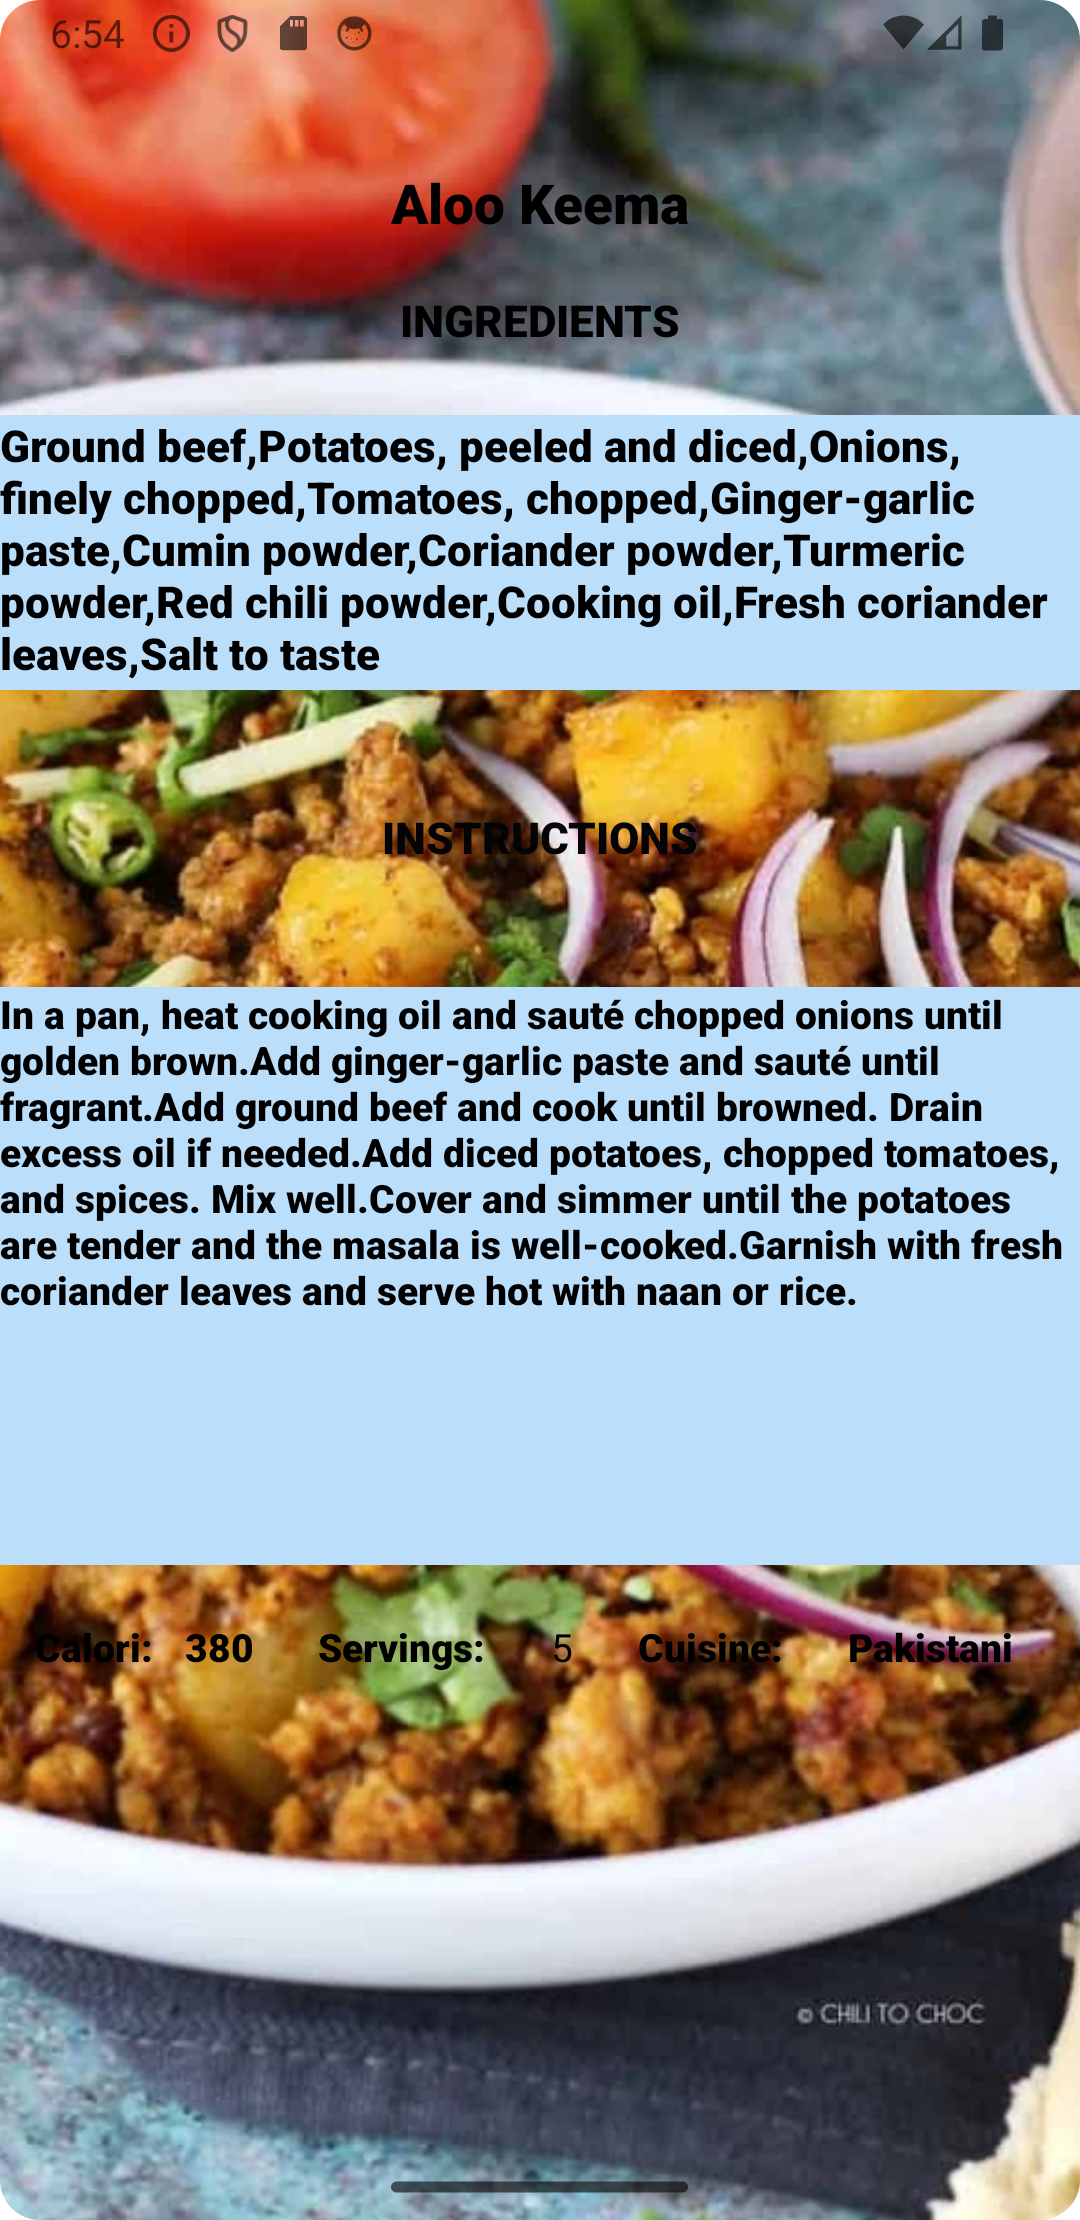 6:54
Aloo Keema
INGREDIENTS
Ground beef,Potatoes, peeled and diced,Onions,
finely chopped,Tomatoes, chopped,Ginger-garlic
paste,Cumin powder,Coriander powder,Turmeric
powder,Red chili powder,Cooking oil,Fresh coriander
leaves,Salt to taste
INSTRUCTIONS
In a pan, heat cooking oil and sauté chopped onions until
golden brown.Add ginger-garlic paste and sauté until
fragrant.Add ground beef and cook until browned. Drain
excess oil if needed.Add diced potatoes, chopped tomatoes,
and spices. Mix well.Cover and simmer until the potatoes
are tender and the masala is well-cooked.Garnish with fresh
coriander leaves and serve hot with naan or rice.
Calori: 380 Servings: 5 Cuisine: Pakistani
© CHILI TO CHOC